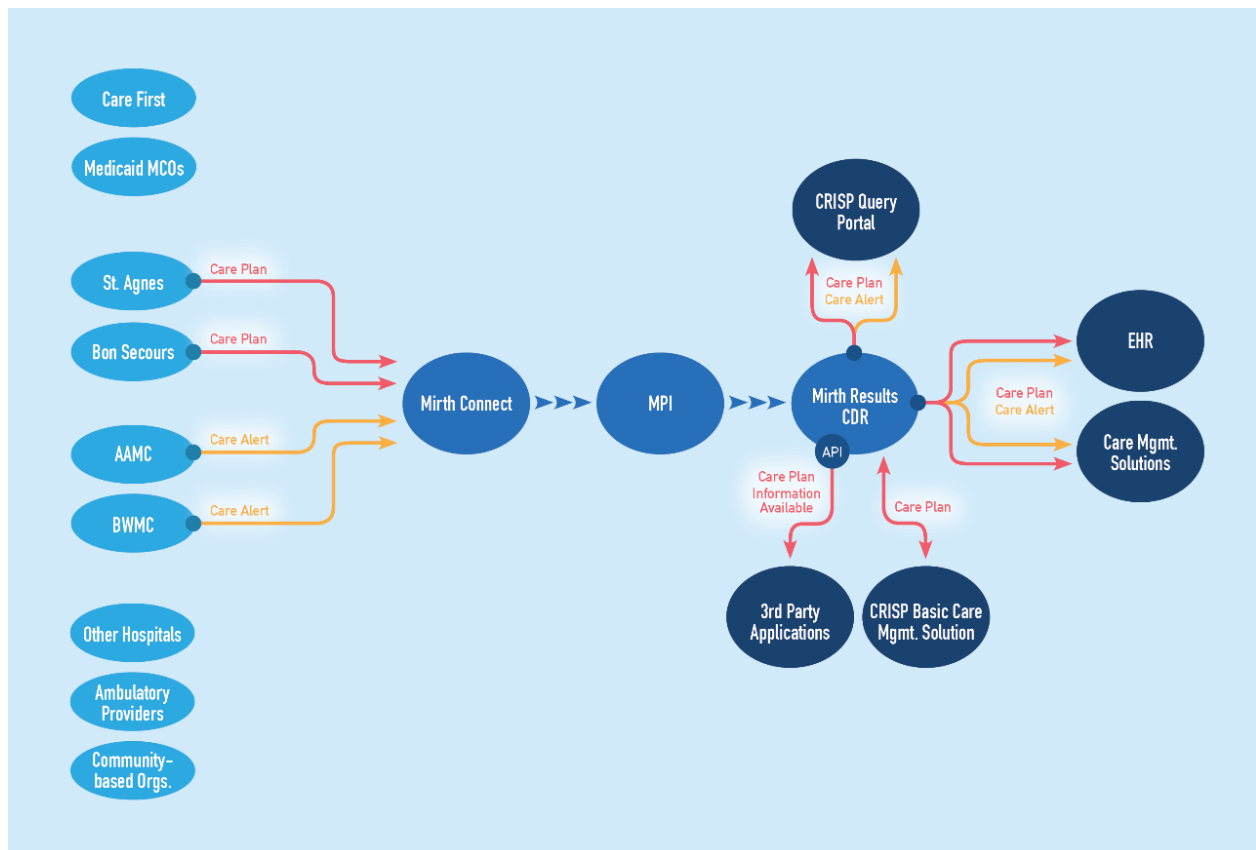 Care First
Medicaid MCOs
St. Agnes
Care Plan
Bon Secours
Care Plan
AAMC
Care Alert
BWMC
Care Alert
Other Hospitals
Ambulatory
Providers
Community-
based Orgs.
Mirth Connect
MPI
Mirth Results
CDR
API
CRISP Query
Portal
Care Plan
Care Alert
EHR
Care Plan
Care Alert
Care Mgmt.
Solutions
Care Plan
Information
Available
Care Plan
3rd Party
Applications
CRISP Basic Care
Mgmt. Solution